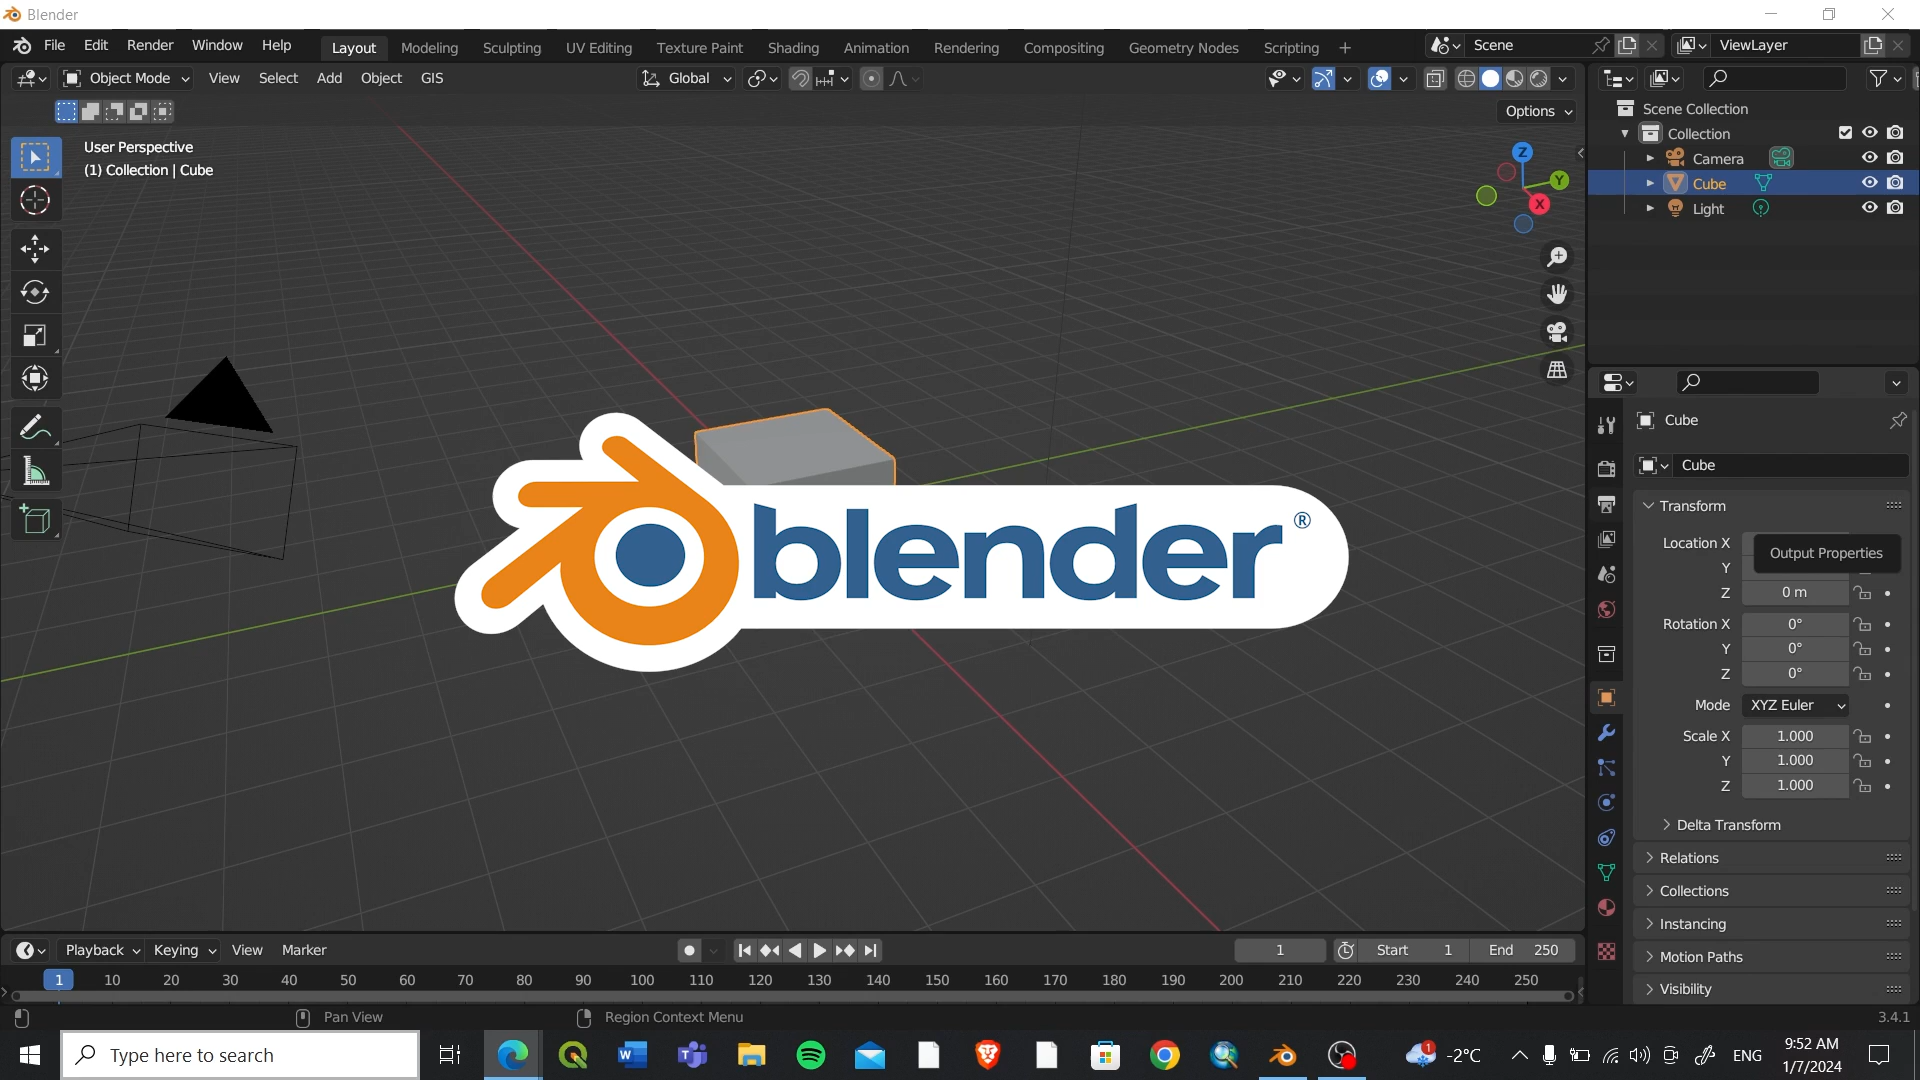 Blender
File Edit Render Window Help Layout Modeling Sculpting UV Editing Texture Paint Shading Animation Rendering Compositing Geometry Nodes Scripting + Scene ViewLayer
Object Mode View Select Add Object GIS Global
Options
User Perspective
(1) Collection | Cube
Z
Y
X
Scene Collection
Collection
Camera
Cube
Light
Cube
Cube
Transform
Location X
Output Properties
Y
Z 0 m
Rotation X 0°
Y 0°
Z 0°
Mode XYZ Euler
Scale X 1.000
Y 1.000
Z 1.000
Delta Transform
Relations
Collections
Instancing
Motion Paths
Visibility
blender®
Playback Keying View Marker 1 Start 1 End 250
1 10 20 30 40 50 60 70 80 90 100 110 120 130 140 150 160 170 180 190 200 210 220 230 240 250
Pan View Region Context Menu 3.4.1
Type here to search 1 -2°C ENG 9:52 AM
1/7/2024